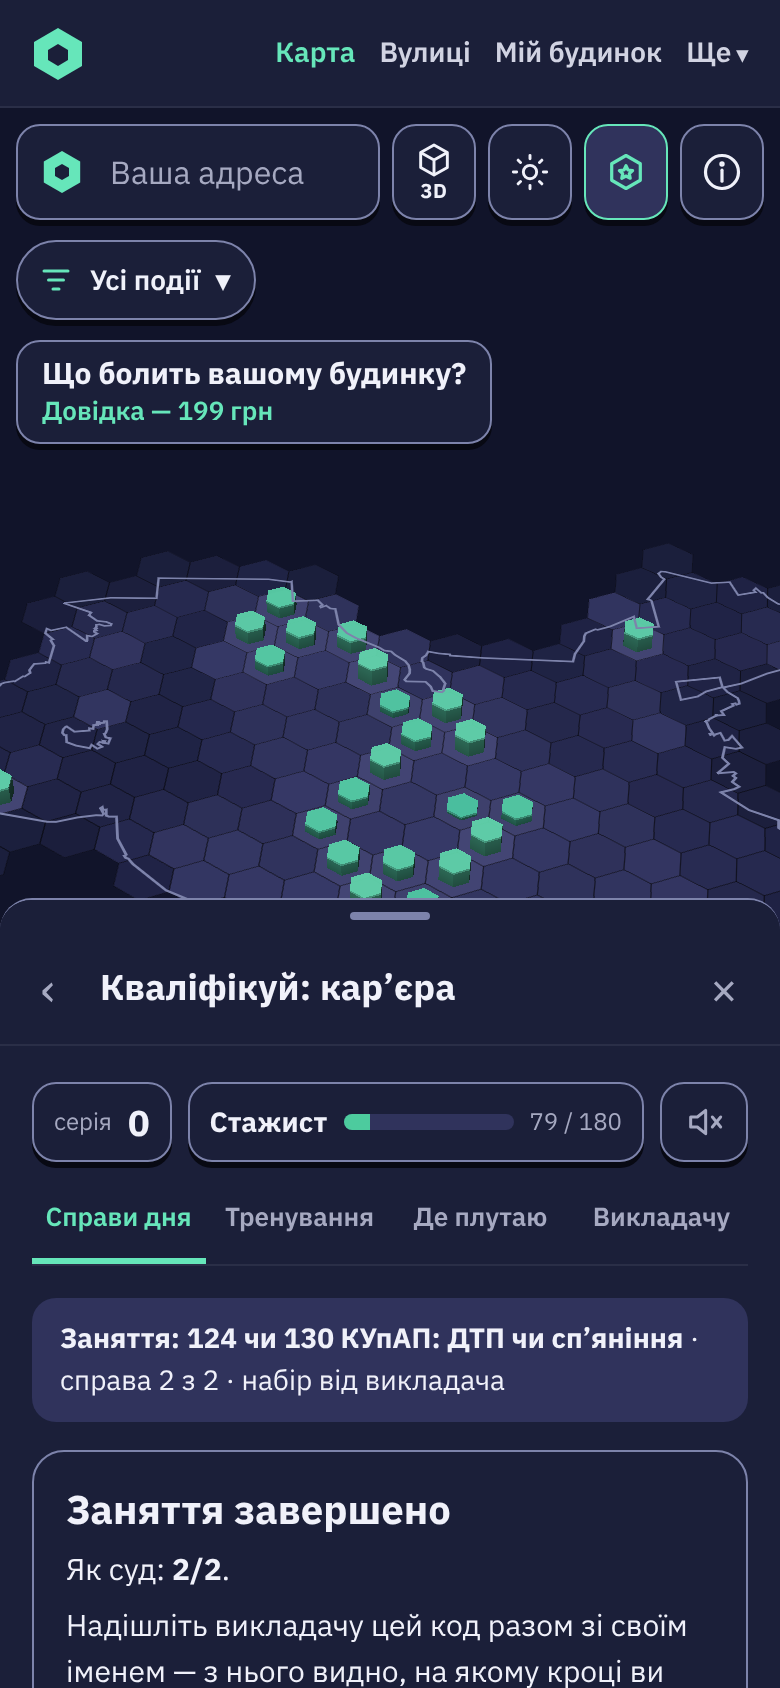 Карта Вулиці Мій будинок Ще ▾
Ваша адреса
3D
Усі події ▼
Що болить вашому будинку?
Довідка — 199 грн
Кваліфікуй: кар’єра
серія 0
Стажист 79 / 180
Справи дня Тренування Де плутаю Викладачу
Заняття: 124 чи 130 КУпАП: ДТП чи сп’яніння ·
справа 2 з 2 · набір від викладача
Заняття завершено
Як суд: 2/2.
Надішліть викладачу цей код разом зі своїм
іменем — з нього видно, на якому кроці ви